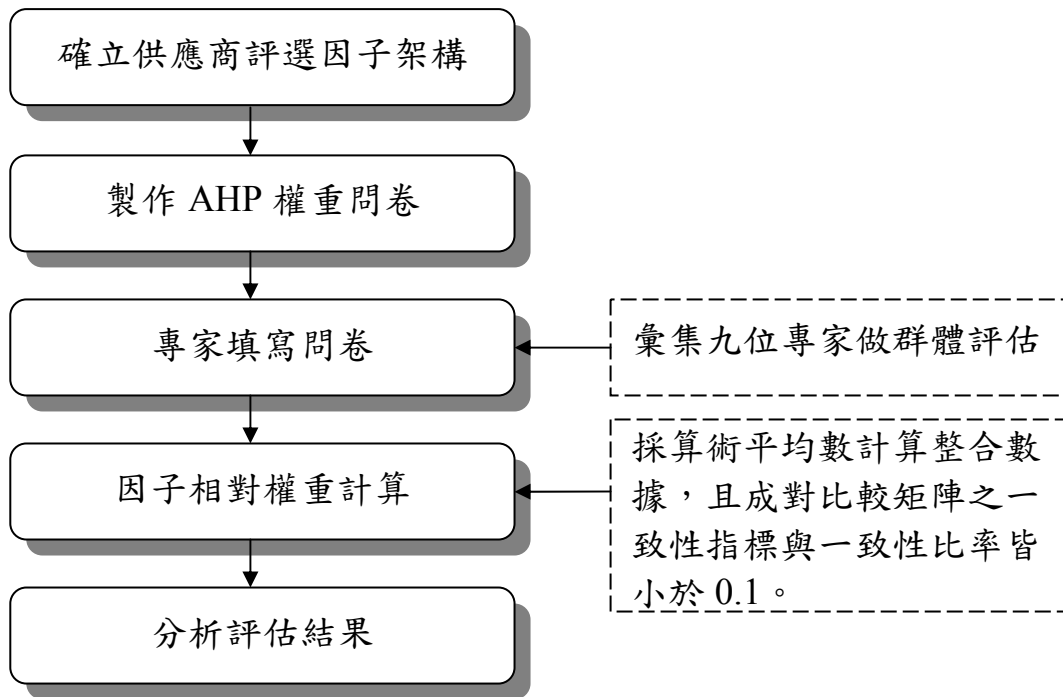 確立供應商評選因子架構
製作 AHP 權重問卷
專家填寫問卷
彙集九位專家做群體評估
因子相對權重計算
採算術平均數計算整合數
據，且成對比較矩陣之一
致性指標與一致性比率皆
小於 0.1。
分析評估結果